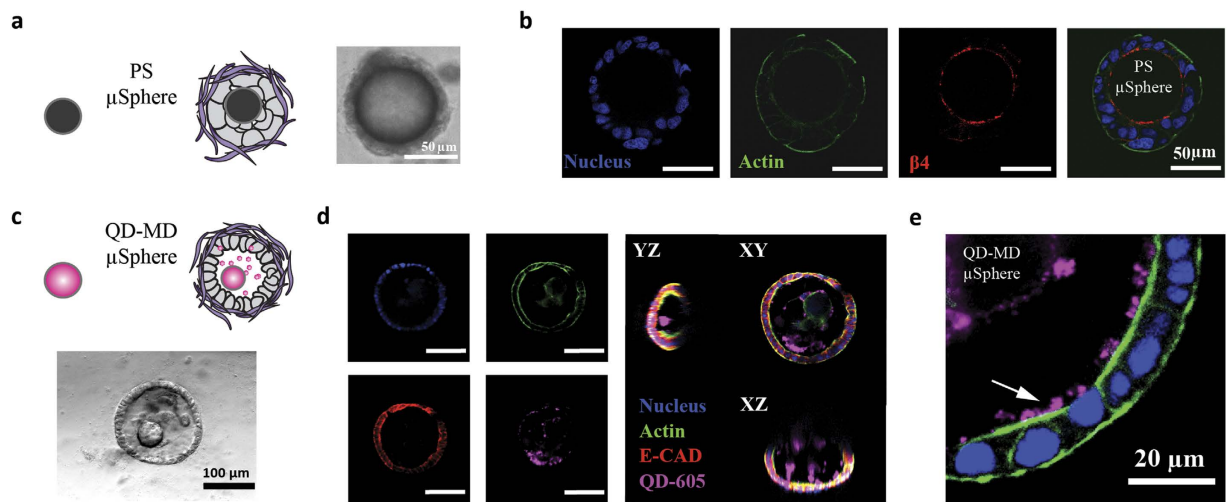 a
PS
µSphere
50 µm
b
Nucleus
Actin
β4
PS
µSphere
50µm
c
QD-MD
µSphere
100 µm
d
YZ
XY
Nucleus
Actin
E-CAD
QD-605
XZ
e
QD-MD
µSphere
20 µm